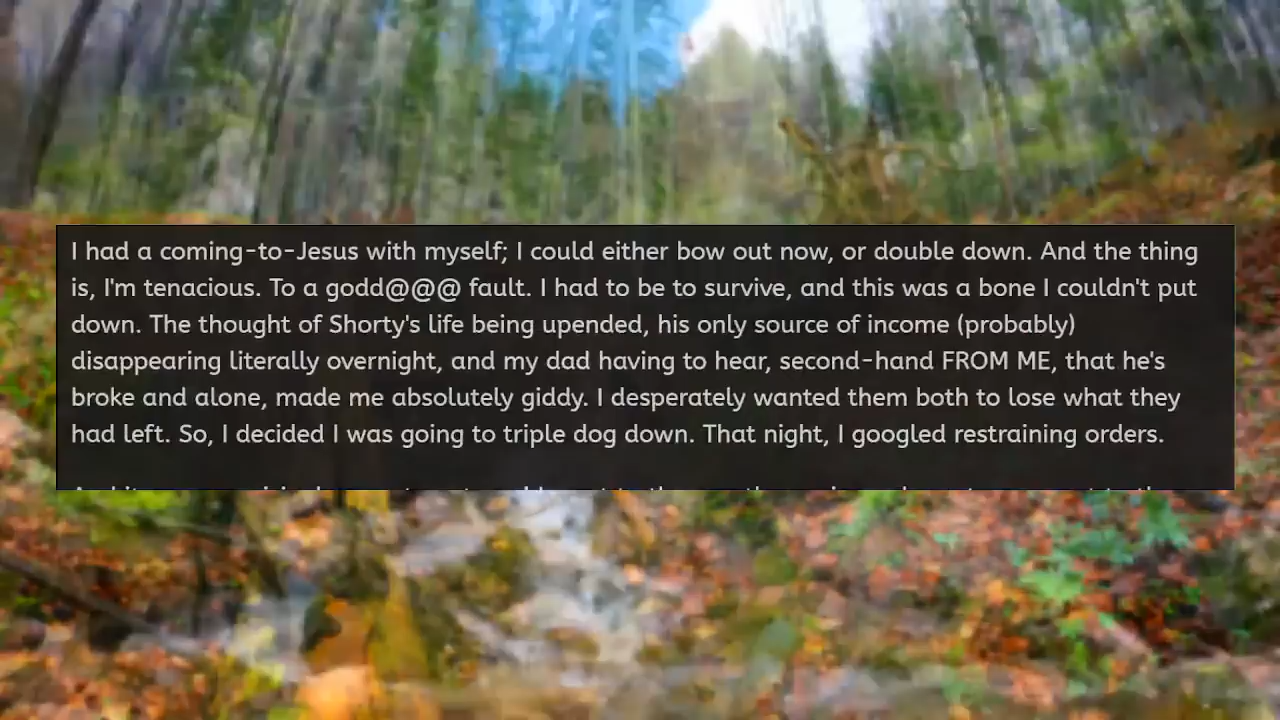 I had a coming-to-Jesus with myself; I could either bow out now, or double down. And the thing
is, I'm tenacious. To a godd@@@ fault. I had to be to survive, and this was a bone I couldn't put
down. The thought of Shorty's life being upended, his only source of income (probably)
disappearing literally overnight, and my dad having to hear, second-hand FROM ME, that he's
broke and alone, made me absolutely giddy. I desperately wanted them both to lose what they
had left. So, I decided I was going to triple dog down. That night, I googled restraining orders.